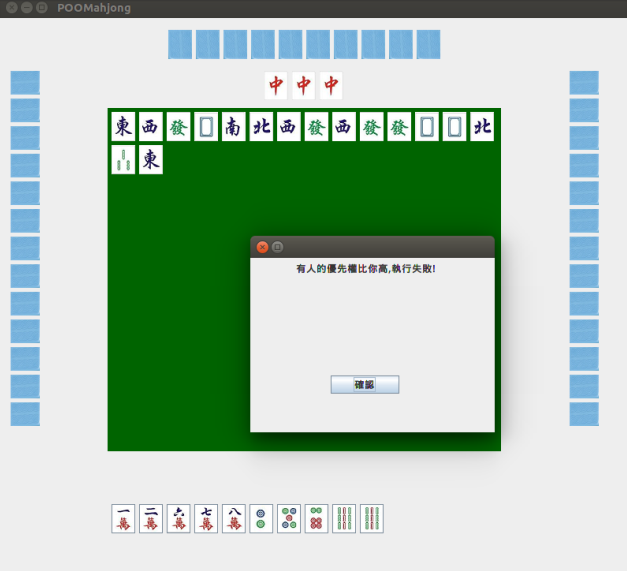 POOMahjong
中 中 中
東 西 發 南 北 西 發 西 發 發 北
東
有人的優先權比你高,執行失敗!
確認
一萬 二萬 六萬 七萬 八萬